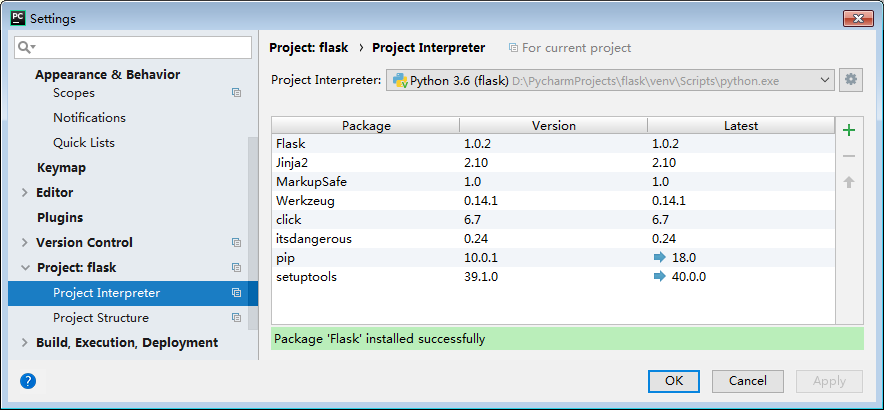 PC Settings
Appearance & Behavior
Scopes
Notifications
Quick Lists
Keymap
Editor
Plugins
Version Control
Project: flask
Project Interpreter
Project Structure
Build, Execution, Deployment
Project: flask › Project Interpreter For current project
Project Interpreter: Python 3.6 (flask) D:\PycharmProjects\flask\venv\Scripts\python.exe
Package Version Latest
Flask 1.0.2 1.0.2
Jinja2 2.10 2.10
MarkupSafe 1.0 1.0
Werkzeug 0.14.1 0.14.1
click 6.7 6.7
itsdangerous 0.24 0.24
pip 10.0.1 18.0
setuptools 39.1.0 40.0.0
Package 'Flask' installed successfully
? OK Cancel Apply